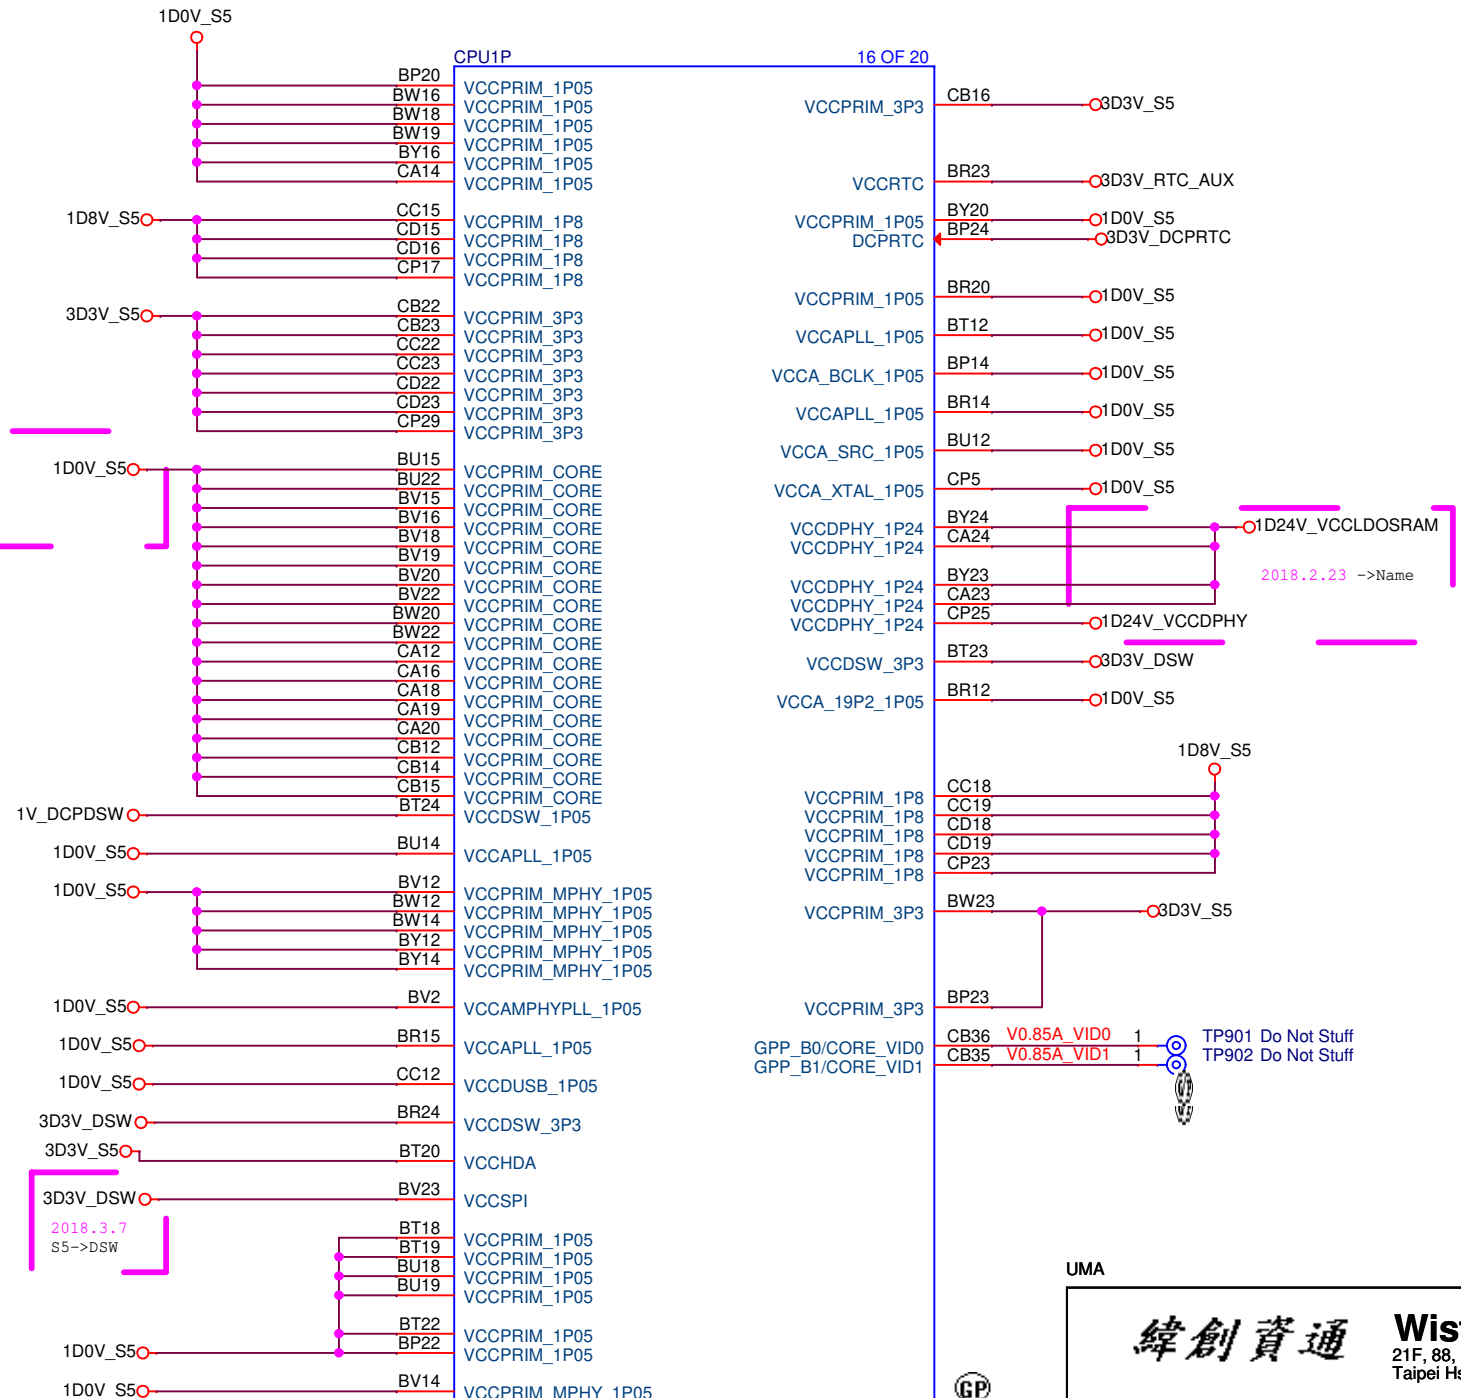 1D0V_S5
CPU1P
16 OF 20
BP20 VCCPRIM_1P05
BW16 VCCPRIM_1P05
BW18 VCCPRIM_1P05
BW19 VCCPRIM_1P05
BY16 VCCPRIM_1P05
CA14 VCCPRIM_1P05
1D8V_S5
CC15 VCCPRIM_1P8
CD15 VCCPRIM_1P8
CD16 VCCPRIM_1P8
CP17 VCCPRIM_1P8
3D3V_S5
CB22 VCCPRIM_3P3
CB23 VCCPRIM_3P3
CC22 VCCPRIM_3P3
CC23 VCCPRIM_3P3
CD22 VCCPRIM_3P3
CD23 VCCPRIM_3P3
CP29 VCCPRIM_3P3
1D0V_S5
BU15 VCCPRIM_CORE
BU22 VCCPRIM_CORE
BV15 VCCPRIM_CORE
BV16 VCCPRIM_CORE
BV18 VCCPRIM_CORE
BV19 VCCPRIM_CORE
BV20 VCCPRIM_CORE
BV22 VCCPRIM_CORE
BW20 VCCPRIM_CORE
BW22 VCCPRIM_CORE
CA12 VCCPRIM_CORE
CA16 VCCPRIM_CORE
CA18 VCCPRIM_CORE
CA19 VCCPRIM_CORE
CA20 VCCPRIM_CORE
CB12 VCCPRIM_CORE
CB14 VCCPRIM_CORE
CB15 VCCPRIM_CORE
1V_DCPDSW BT24 VCCDSW_1P05
1D0V_S5 BU14 VCCAPLL_1P05
1D0V_S5
BV12 VCCPRIM_MPHY_1P05
BW12 VCCPRIM_MPHY_1P05
BW14 VCCPRIM_MPHY_1P05
BY12 VCCPRIM_MPHY_1P05
BY14 VCCPRIM_MPHY_1P05
1D0V_S5 BV2 VCCAMPHYPLL_1P05
1D0V_S5 BR15 VCCAPLL_1P05
1D0V_S5 CC12 VCCDUSB_1P05
3D3V_DSW BR24 VCCDSW_3P3
3D3V_S5 BT20 VCCHDA
3D3V_DSW BV23 VCCSPI
2018.3.7
S5->DSW
BT18 VCCPRIM_1P05
BT19 VCCPRIM_1P05
BU18 VCCPRIM_1P05
BU19 VCCPRIM_1P05
BT22 VCCPRIM_1P05
1D0V_S5 BP22 VCCPRIM_1P05
1D0V_S5 BV14 VCCPRIM_MPHY_1P05
VCCPRIM_3P3 CB16 3D3V_S5
VCCRTC BR23 3D3V_RTC_AUX
VCCPRIM_1P05 BY20 1D0V_S5
DCPRTC BP24 3D3V_DCPRTC
VCCPRIM_1P05 BR20 1D0V_S5
VCCAPLL_1P05 BT12 1D0V_S5
VCCA_BCLK_1P05 BP14 1D0V_S5
VCCAPLL_1P05 BR14 1D0V_S5
VCCA_SRC_1P05 BU12 1D0V_S5
VCCA_XTAL_1P05 CP5 1D0V_S5
VCCDPHY_1P24 BY24 1D24V_VCCLDOSRAM
VCCDPHY_1P24 CA24
2018.2.23 ->Name
VCCDPHY_1P24 BY23
VCCDPHY_1P24 CA23
VCCDPHY_1P24 CP25 1D24V_VCCDPHY
VCCDSW_3P3 BT23 3D3V_DSW
VCCA_19P2_1P05 BR12 1D0V_S5
1D8V_S5
VCCPRIM_1P8 CC18
VCCPRIM_1P8 CC19
VCCPRIM_1P8 CD18
VCCPRIM_1P8 CD19
VCCPRIM_1P8 CP23
VCCPRIM_3P3 BW23 3D3V_S5
VCCPRIM_3P3 BP23
GPP_B0/CORE_VID0 CB36 V0.85A_VID0 1 TP901 Do Not Stuff
GPP_B1/CORE_VID1 CB35 V0.85A_VID1 1 TP902 Do Not Stuff
UMA
緯創資通
Wis
21F, 88,
Taipei Hs
GP